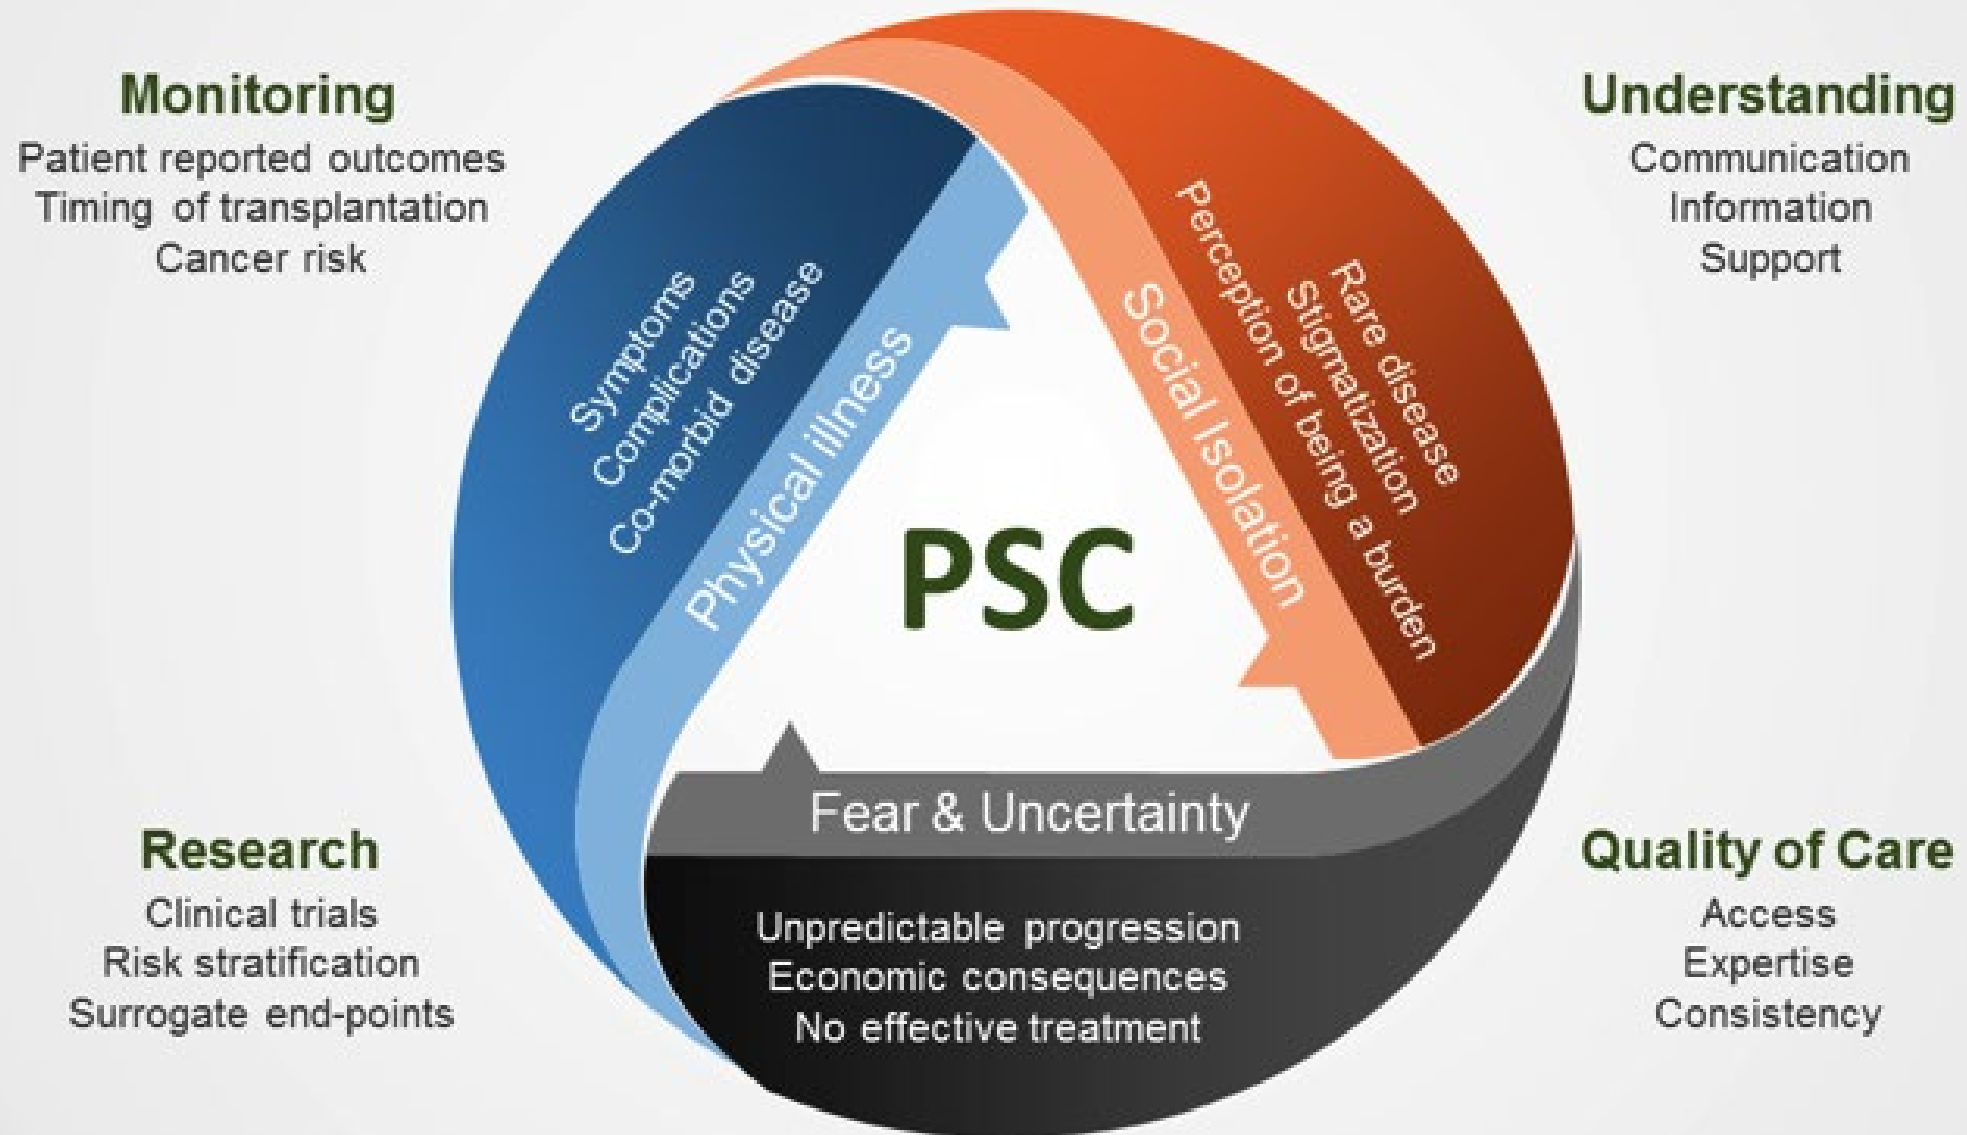 Monitoring
Patient reported outcomes
Timing of transplantation
Cancer risk
Understanding
Communication
Information
Support
Symptoms
Complications
Co-morbid disease
Physical illness
Rare disease
Stigmatization
Perception of being a burden
Social Isolation
PSC
Fear & Uncertainty
Unpredictable progression
Economic consequences
No effective treatment
Research
Clinical trials
Risk stratification
Surrogate end-points
Quality of Care
Access
Expertise
Consistency